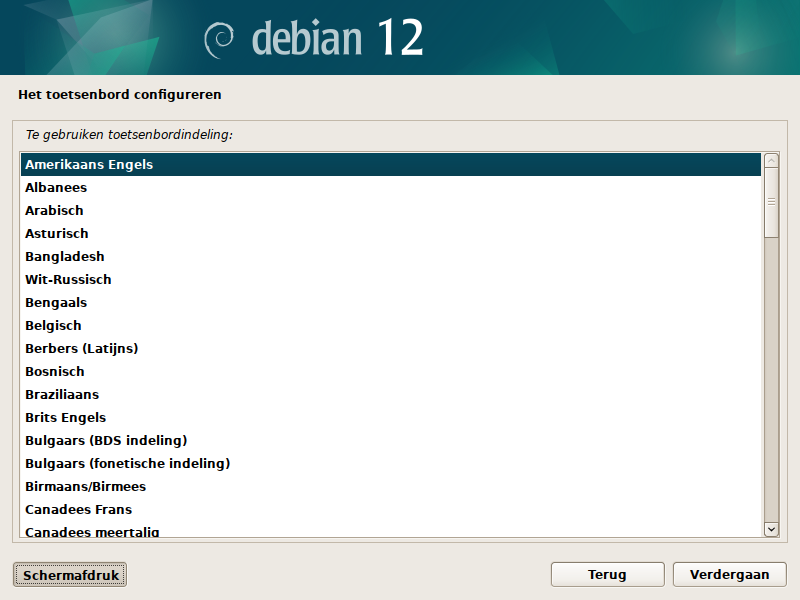 debian 12
Het toetsenbord configureren
Te gebruiken toetsenbordindeling:
Amerikaans Engels
Albanees
Arabisch
Asturisch
Bangladesh
Wit-Russisch
Bengaals
Belgisch
Berbers (Latijns)
Bosnisch
Braziliaans
Brits Engels
Bulgaars (BDS indeling)
Bulgaars (fonetische indeling)
Birmaans/Birmees
Canadees Frans
Canadees meertalig
Schermafdruk
Terug
Verdergaan